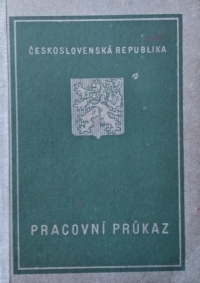 ČESKOSLOVENSKÁ REPUBLIKA
PRACOVNÍ PRŮKAZ